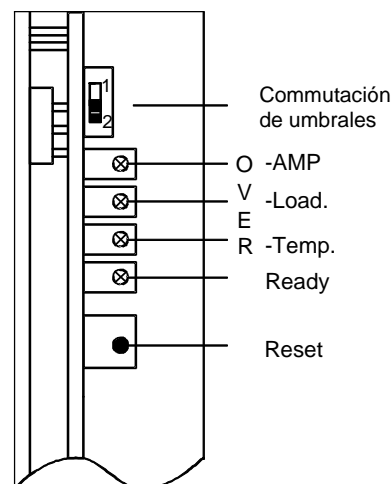 1
2
Commutación
de umbrales
O
V
E
R
-AMP
-Load.
-Temp.
Ready
Reset